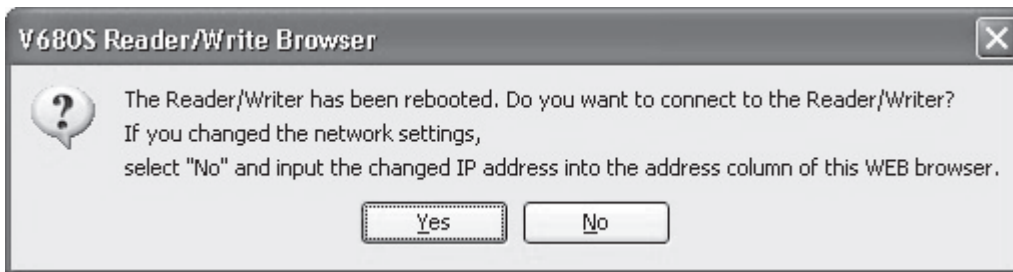 V680S Reader/Write Browser
The Reader/Writer has been rebooted. Do you want to connect to the Reader/Writer?
If you changed the network settings,
select "No" and input the changed IP address into the address column of this WEB browser.
Yes
No